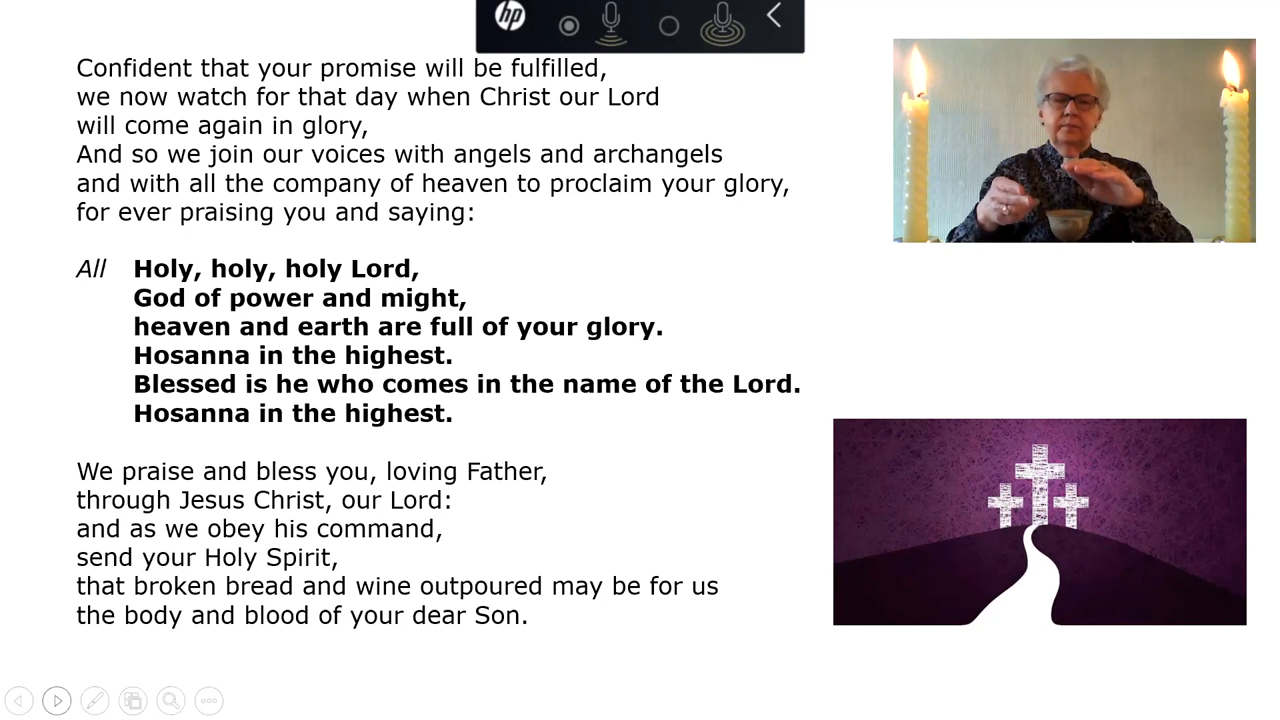 hp
Confident that your promise will be fulfilled,
we now watch for that day when Christ our Lord
will come again in glory,
And so we join our voices with angels and archangels
and with all the company of heaven to proclaim your glory,
for ever praising you and saying:
All Holy, holy, holy Lord,
God of power and might,
heaven and earth are full of your glory.
Hosanna in the highest.
Blessed is he who comes in the name of the Lord.
Hosanna in the highest.
We praise and bless you, loving Father,
through Jesus Christ, our Lord:
and as we obey his command,
send your Holy Spirit,
that broken bread and wine outpoured may be for us
the body and blood of your dear Son.